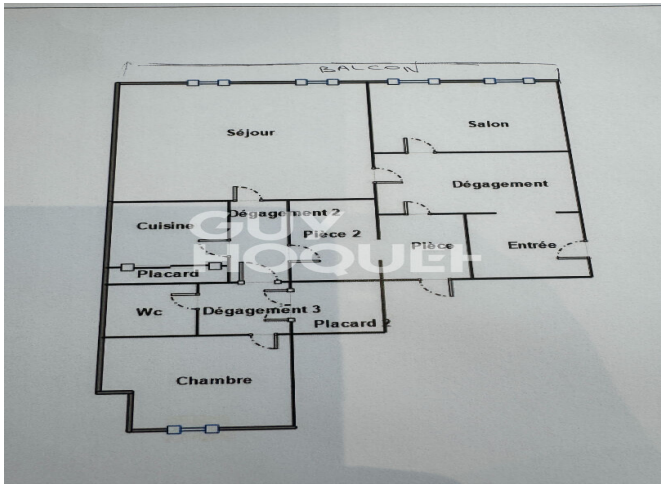 BALCON
Séjour
Salon
Dégagement
Dégagement 2
Cuisine
Pièce 2
Pièce
Entrée
Placard
Wc
Dégagement 3
Placard 2
Chambre
GUY
HOQUET